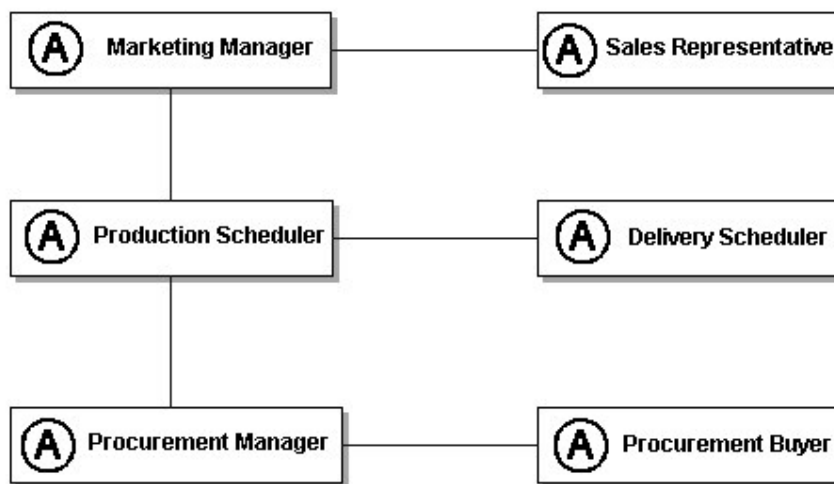 A Marketing Manager
A Sales Representative
A Production Scheduler
A Delivery Scheduler
A Procurement Manager
A Procurement Buyer